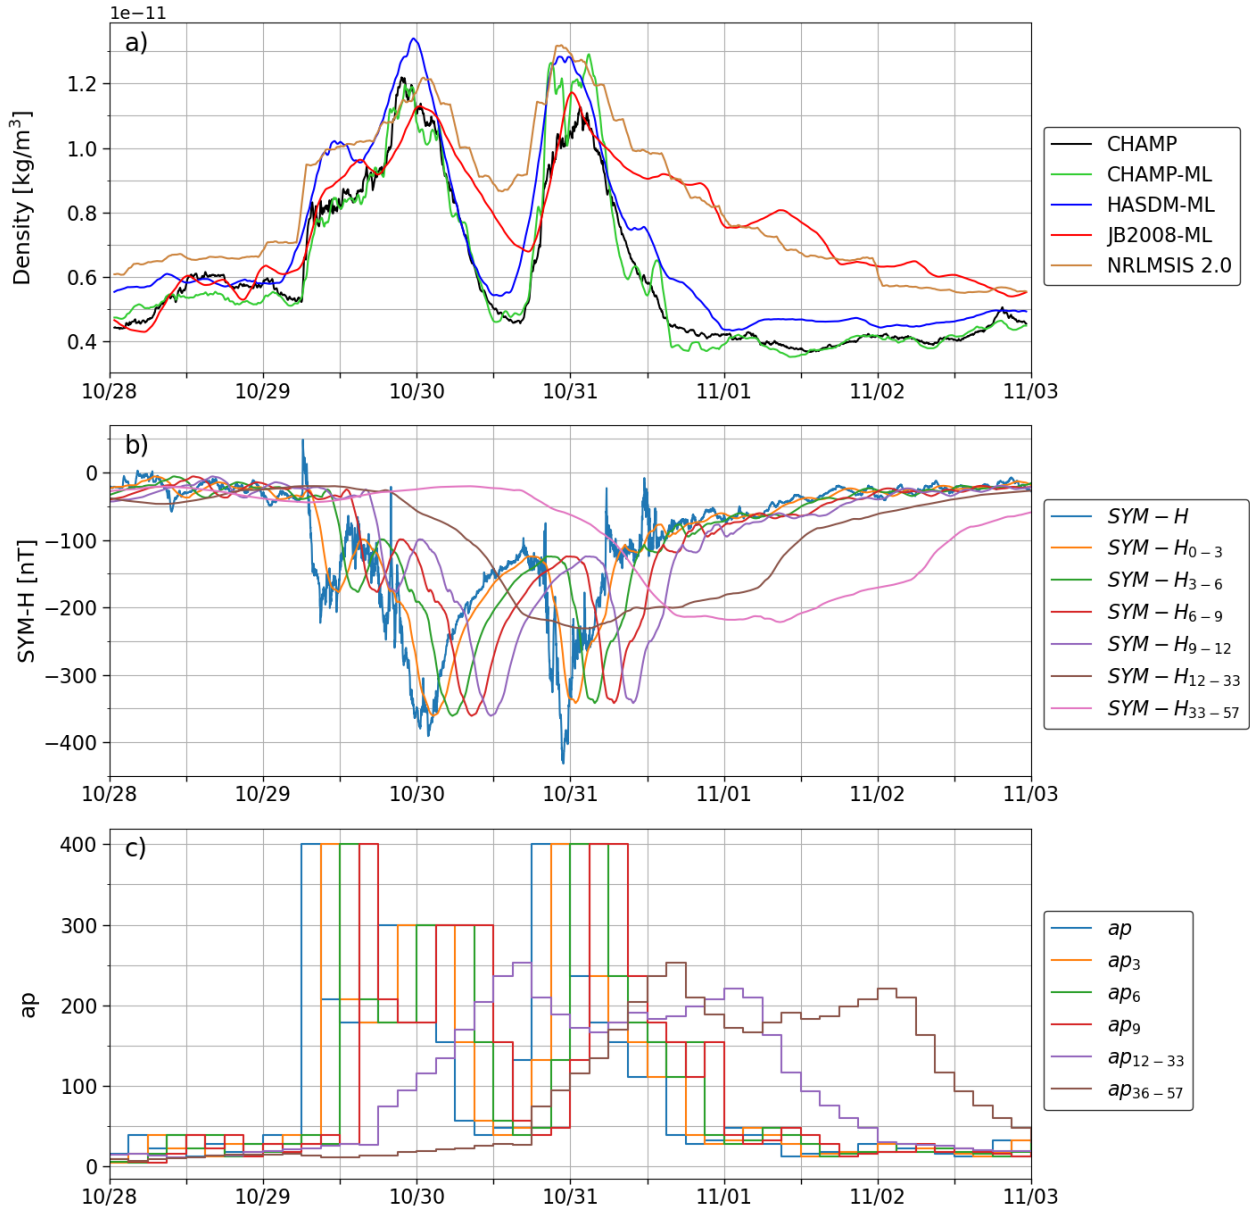 1e−11
a)
Density [kg/m³]
1.2
1.0
0.8
0.6
0.4
10/28
10/29
10/30
10/31
11/01
11/02
11/03
CHAMP
CHAMP-ML
HASDM-ML
JB2008-ML
NRLMSIS 2.0
b)
SYM-H [nT]
0
−100
−200
−300
−400
10/28
10/29
10/30
10/31
11/01
11/02
11/03
SYM − H
SYM − H₀₋₃
SYM − H₃₋₆
SYM − H₆₋₉
SYM − H₉₋₁₂
SYM − H₁₂₋₃₃
SYM − H₃₃₋₅₇
c)
ap
400
300
200
100
0
10/28
10/29
10/30
10/31
11/01
11/02
11/03
ap
ap₃
ap₆
ap₉
ap₁₂₋₃₃
ap₃₆₋₅₇